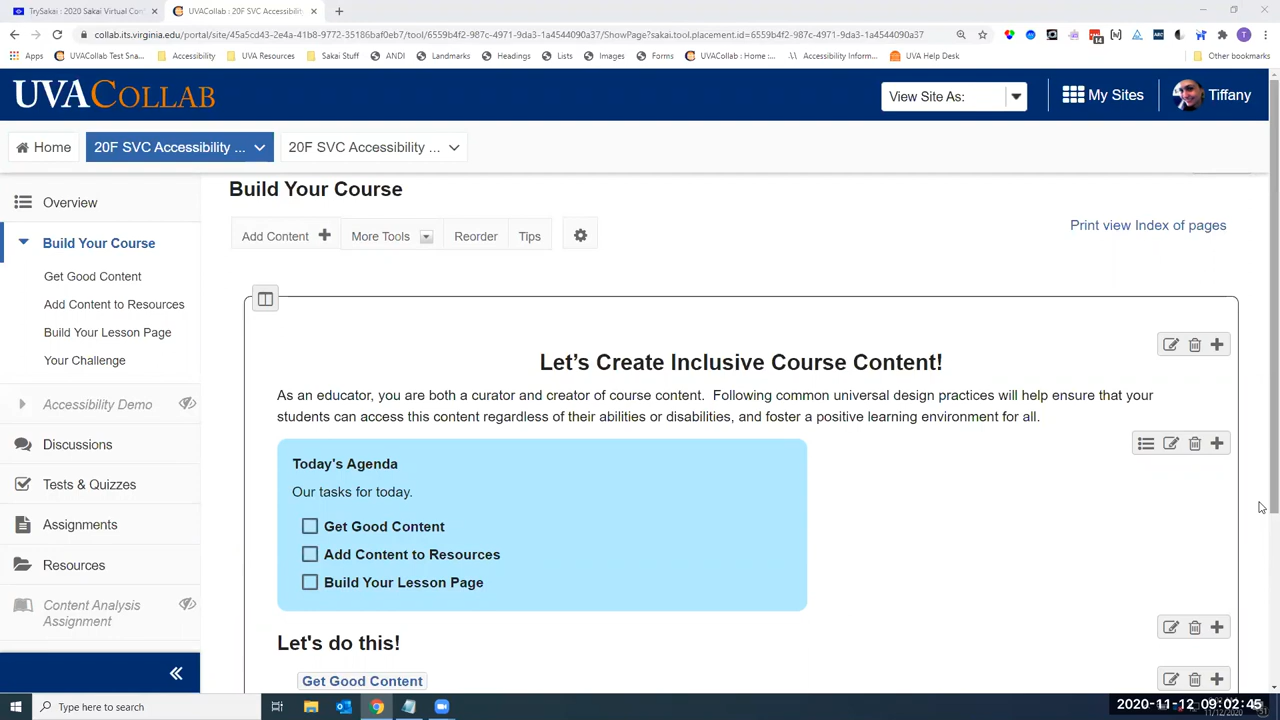 TrySakai : 2020 Sakai Virtual Con
UVACollab : 20F SVC Accessibility
collab.its.virginia.edu/portal/site/45a5cd43-2e4a-41b9-9772-35186baf0e67/tool/6559b4f2-987c-4971-89d3-a1e4544090a37/ShowPage?sakai.tool.placement.id=6559b4f2-987c-4971-89d3-a1e4544090a37
Apps UVACollab Test Sna... Accessibility UVA Resources Sakai Stuff ANDI Landmarks Headings Lists Images Forms UVACollab : Home :... Accessibility Inform... UVA Help Desk Other bookmarks
UVACOLLAB View Site As: My Sites Tiffany
Home 20F SVC Accessibility ... 20F SVC Accessibility ...
Overview
Build Your Course
Get Good Content
Add Content to Resources
Build Your Lesson Page
Your Challenge
Accessibility Demo
Discussions
Tests & Quizzes
Assignments
Resources
Content Analysis
Assignment
Build Your Course
Add Content More Tools Reorder Tips
Print view Index of pages
Let's Create Inclusive Course Content!
As an educator, you are both a curator and creator of course content. Following common universal design practices will help ensure that your
students can access this content regardless of their abilities or disabilities, and foster a positive learning environment for all.
Today's Agenda
Our tasks for today.
Get Good Content
Add Content to Resources
Build Your Lesson Page
Let's do this!
Get Good Content
Type here to search
2020-11-12 09:02:45